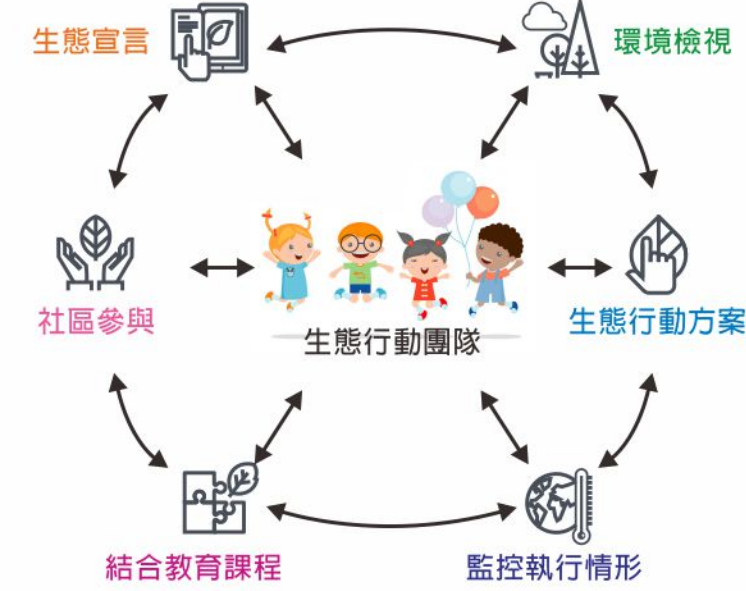 生態宣言
環境檢視
社區參與
生態行動團隊
生態行動方案
結合教育課程
監控執行情形